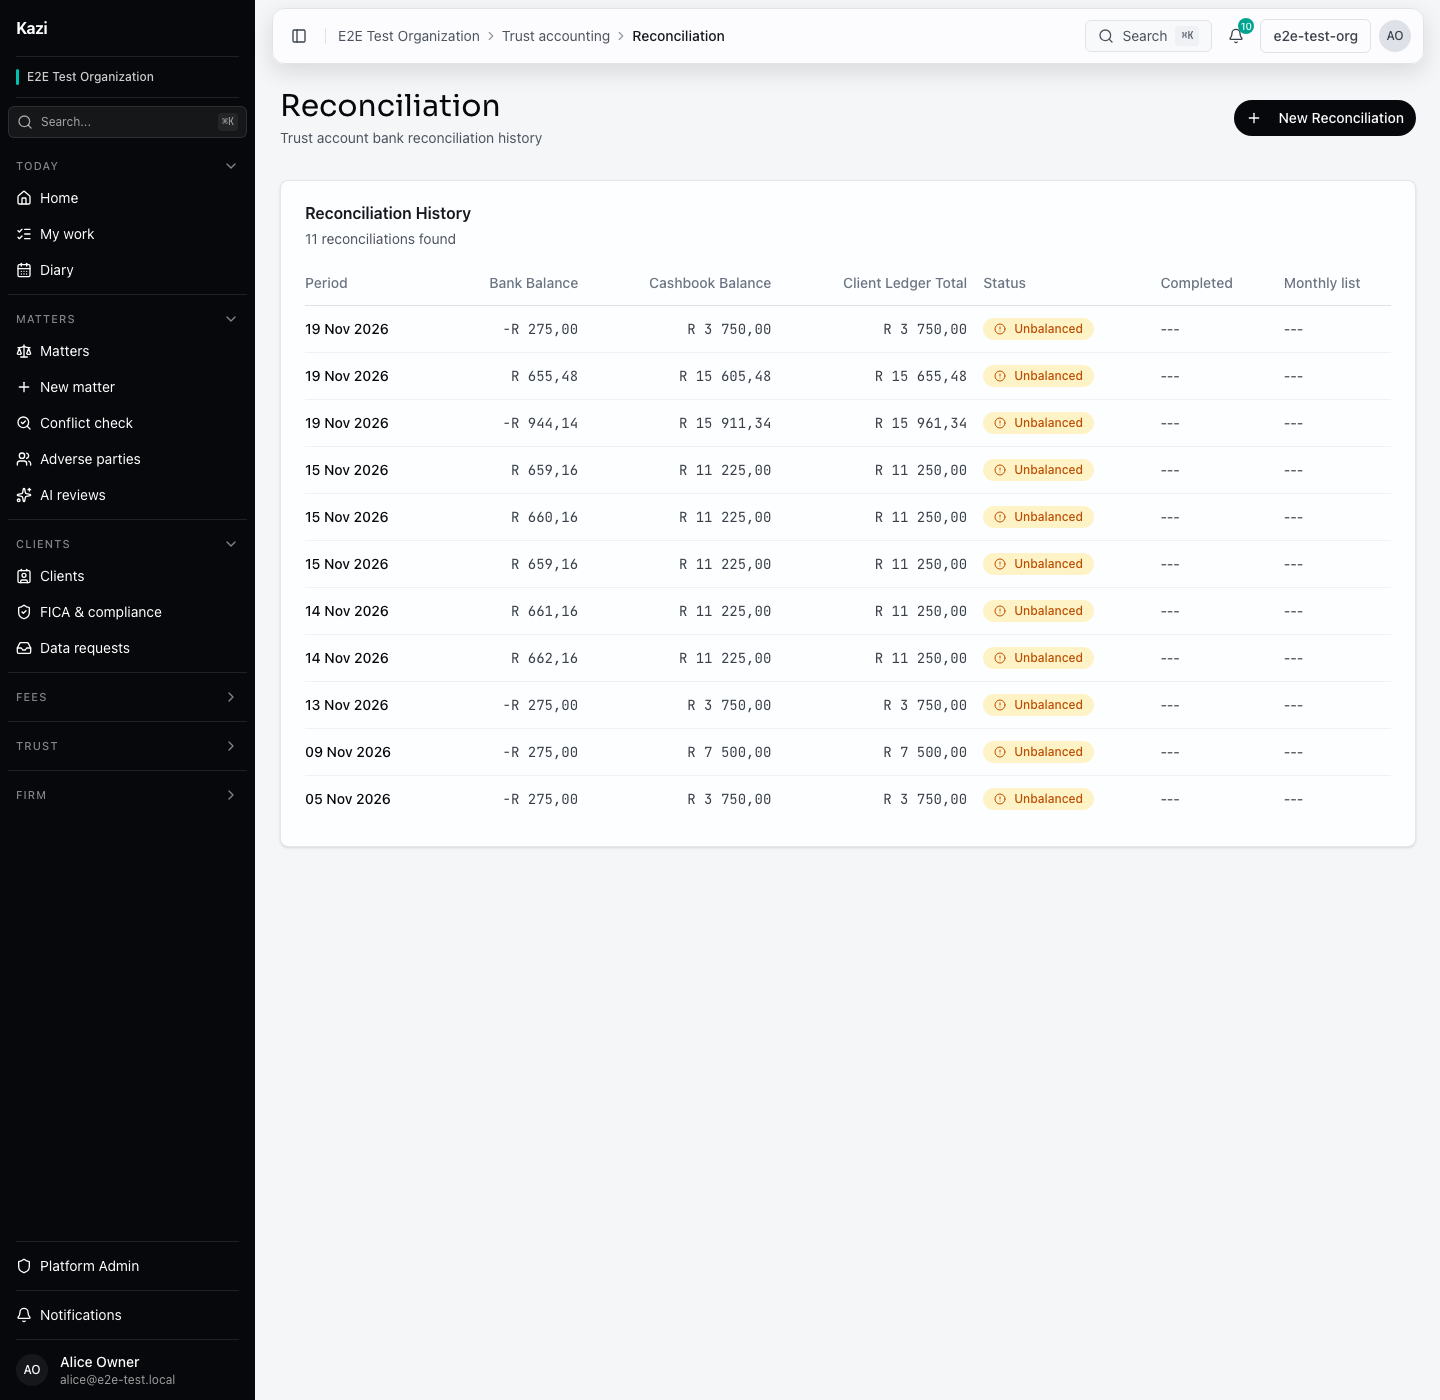 Kazi
E2E Test Organization
Search... ⌘K
TODAY
Home
My work
Diary
MATTERS
Matters
New matter
Conflict check
Adverse parties
AI reviews
CLIENTS
Clients
FICA & compliance
Data requests
FEES
TRUST
FIRM
Platform Admin
Notifications
AO
Alice Owner
alice@e2e-test.local
E2E Test Organization > Trust accounting > Reconciliation
Search ⌘K
10
e2e-test-org
AO
Reconciliation
Trust account bank reconciliation history
New Reconciliation
Reconciliation History
11 reconciliations found
Period Bank Balance Cashbook Balance Client Ledger Total Status Completed Monthly list
19 Nov 2026 -R 275,00 R 3 750,00 R 3 750,00 Unbalanced --- ---
19 Nov 2026 R 655,48 R 15 605,48 R 15 655,48 Unbalanced --- ---
19 Nov 2026 -R 944,14 R 15 911,34 R 15 961,34 Unbalanced --- ---
15 Nov 2026 R 659,16 R 11 225,00 R 11 250,00 Unbalanced --- ---
15 Nov 2026 R 660,16 R 11 225,00 R 11 250,00 Unbalanced --- ---
15 Nov 2026 R 659,16 R 11 225,00 R 11 250,00 Unbalanced --- ---
14 Nov 2026 R 661,16 R 11 225,00 R 11 250,00 Unbalanced --- ---
14 Nov 2026 R 662,16 R 11 225,00 R 11 250,00 Unbalanced --- ---
13 Nov 2026 -R 275,00 R 3 750,00 R 3 750,00 Unbalanced --- ---
09 Nov 2026 -R 275,00 R 7 500,00 R 7 500,00 Unbalanced --- ---
05 Nov 2026 -R 275,00 R 3 750,00 R 3 750,00 Unbalanced --- ---